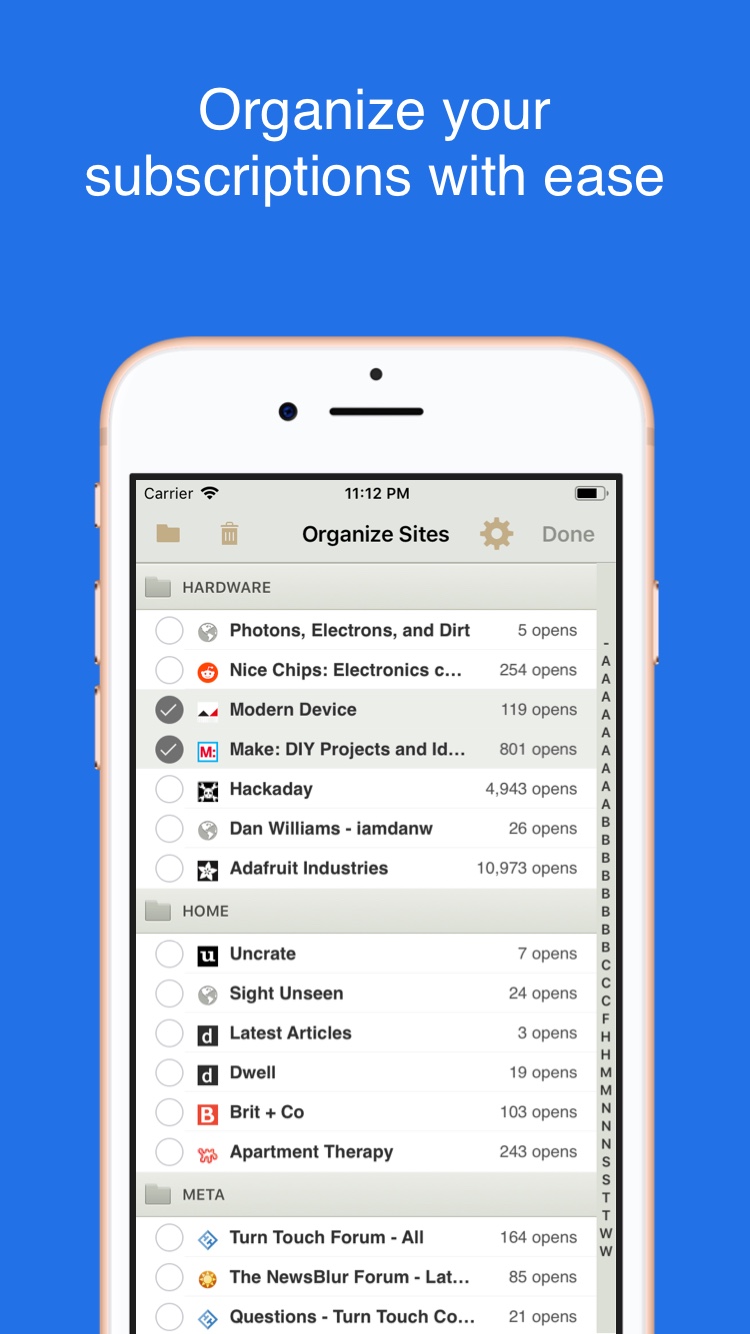 Organize your
subscriptions with ease
Carrier 11:12 PM
Organize Sites Done
HARDWARE
Photons, Electrons, and Dirt 5 opens
Nice Chips: Electronics c... 254 opens
Modern Device 119 opens
M: Make: DIY Projects and Id... 801 opens
Hackaday 4,943 opens
Dan Williams - iamdanw 26 opens
Adafruit Industries 10,973 opens
HOME
u Uncrate 7 opens
Sight Unseen 24 opens
d Latest Articles 3 opens
d Dwell 19 opens
B Brit + Co 103 opens
Apartment Therapy 243 opens
META
Turn Touch Forum - All 164 opens
The NewsBlur Forum - Lat... 85 opens
Questions - Turn Touch Co... 21 opens
-
A
A
A
A
A
A
A
A
A
B
B
B
B
B
B
B
B
C
C
C
F
H
H
M
M
N
N
N
S
S
T
T
W
W